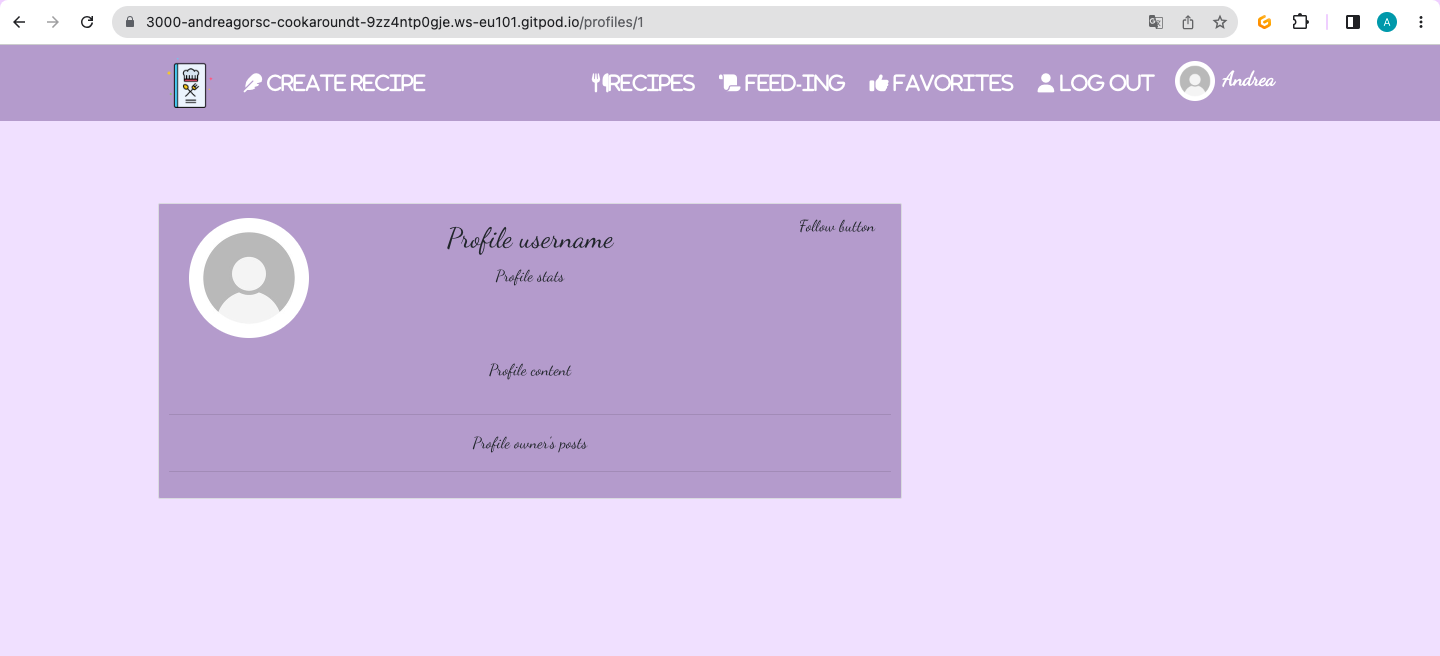 3000-andreagorsc-cookaroundt-9zz4ntp0gje.ws-eu101.gitpod.io/profiles/1
A
CREATE RECIPE
RECIPES
FEED-ING
FAVORITES
LOG OUT
Andrea
Profile username
Follow button
Profile stats
Profile content
Profile owner's posts